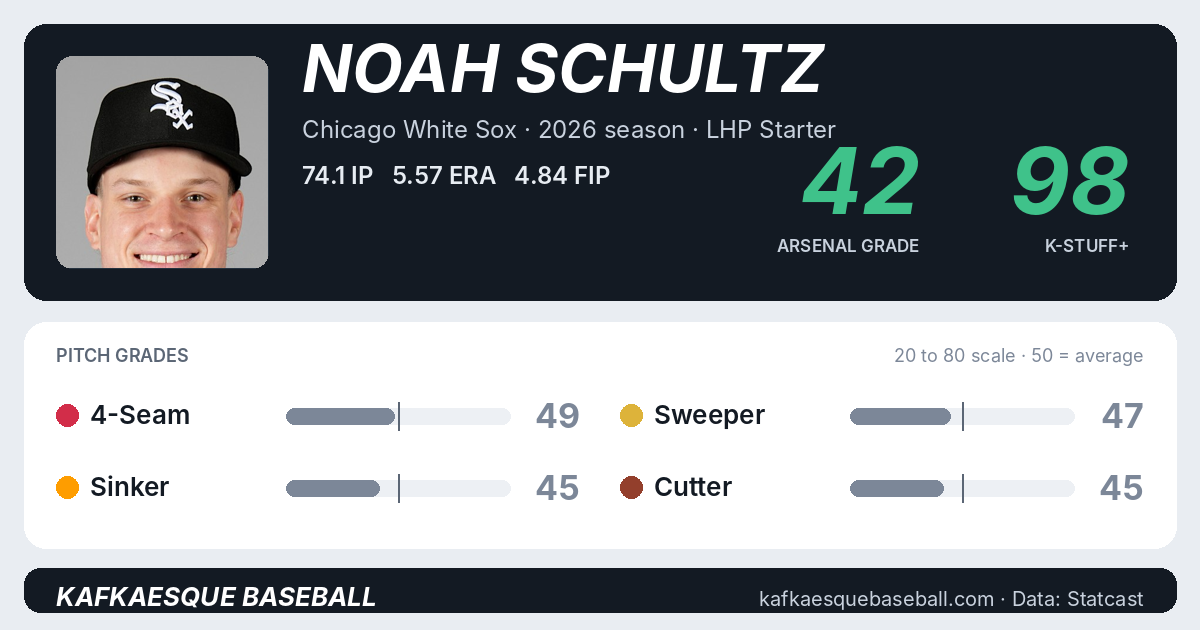 NOAH SCHULTZ
Chicago White Sox · 2026 season · LHP Starter
74.1 IP 5.57 ERA 4.84 FIP
42 98
ARSENAL GRADE K-STUFF+
Sox
PITCH GRADES 20 to 80 scale · 50 = average
4-Seam 49 Sweeper 47
Sinker 45 Cutter 45
KAFKAESQUE BASEBALL kafkaesquebaseball.com · Data: Statcast